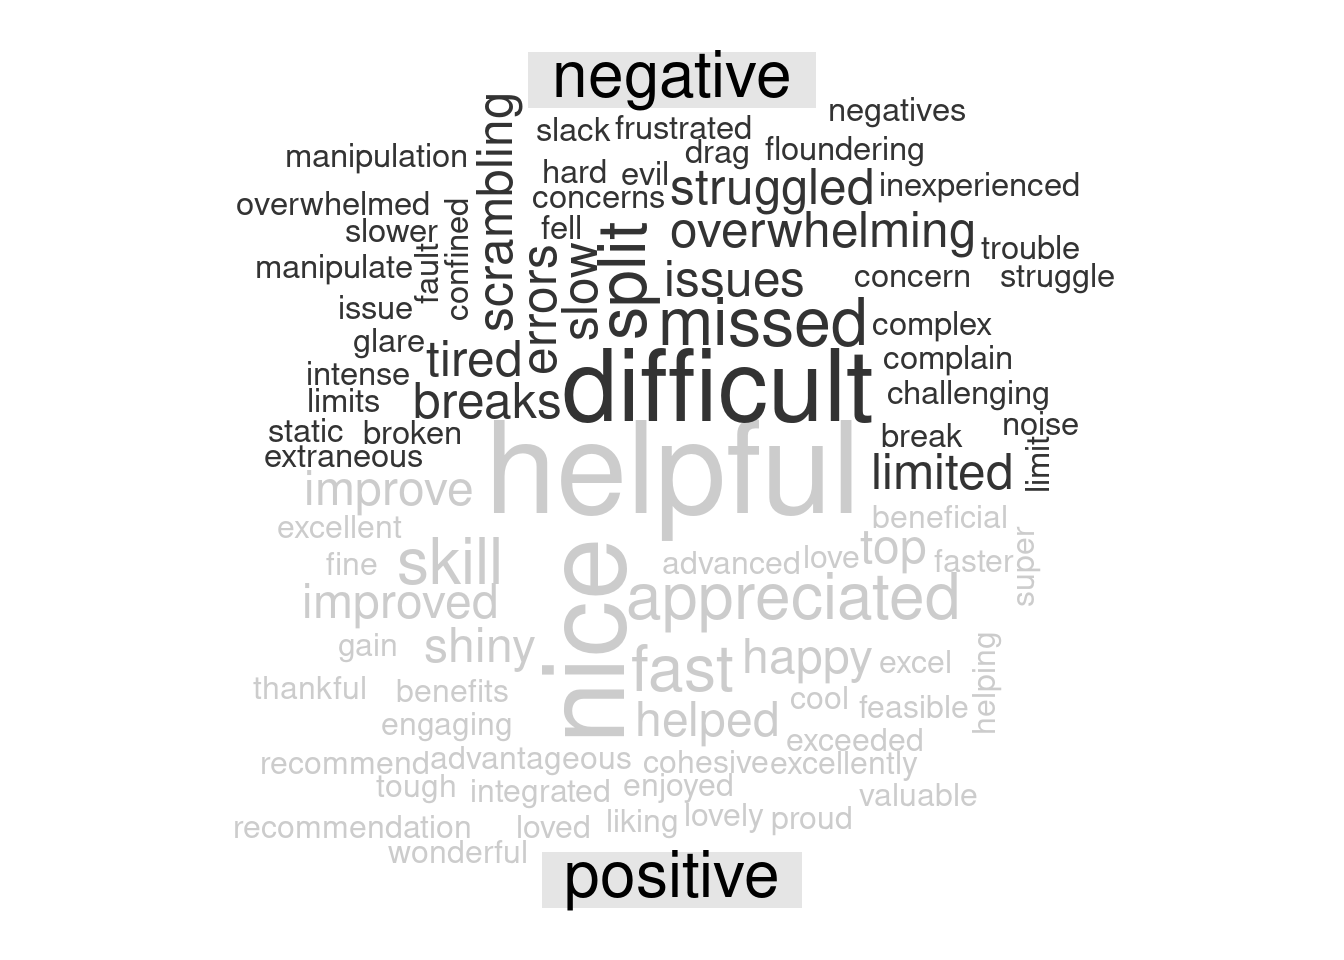 negative
negatives
scrambling
slack
frustrated
drag
floundering
manipulation
hard
evil
struggled
inexperienced
concerns
overwhelmed
slower
confined
fell
overwhelming
trouble
manipulate
fault
errors
slow
split
issues
concern
struggle
issue
missed
complex
glare
tired
difficult
complain
intense
limits
breaks
challenging
static
broken
break
noise
extraneous
limited
limit
helpful
improve
beneficial
excellent
fine
skill
nice
advanced
love
top
faster
super
improved
appreciated
gain
shiny
fast
happy
excel
helping
thankful
benefits
cool
feasible
engaging
helped
exceeded
recommend
advantageous
cohesive
excellently
tough
integrated
enjoyed
valuable
recommendation
loved
liking
lovely
proud
wonderful
positive